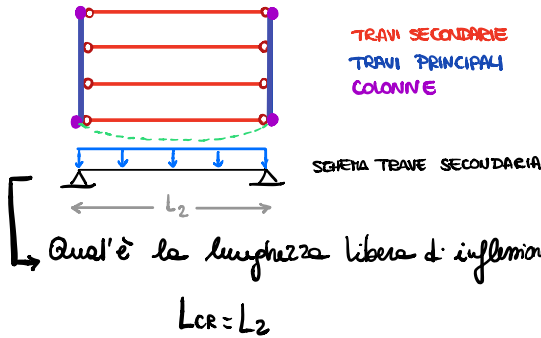 TRAVI SECONDARIE
TRAVI PRINCIPALI
COLONNE
SCHEMA TRAVE SECONDARIA
L2
Qual'è la lunghezza libera di inflession
LCR = L2